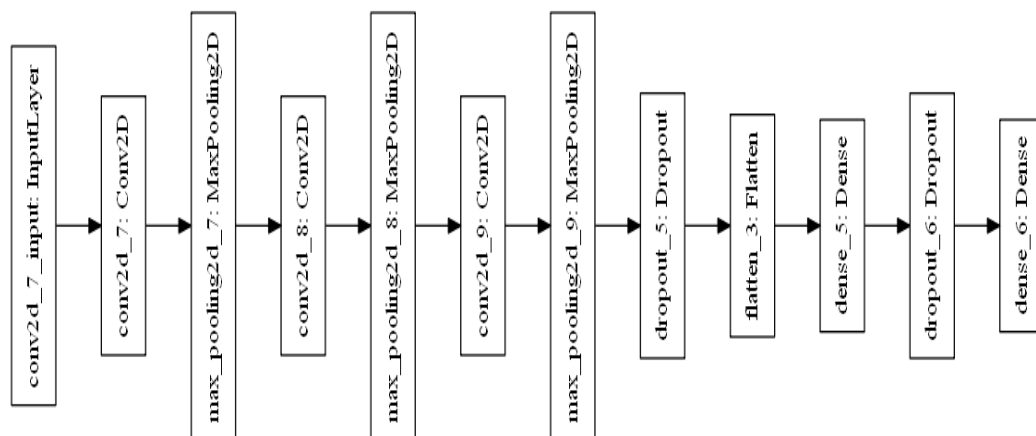 conv2d_7_input: InputLayer
conv2d_7: Conv2D
max_pooling2d_7: MaxPooling2D
conv2d_8: Conv2D
max_pooling2d_8: MaxPooling2D
conv2d_9: Conv2D
max_pooling2d_9: MaxPooling2D
dropout_5: Dropout
flatten_3: Flatten
dense_5: Dense
dropout_6: Dropout
dense_6: Dense